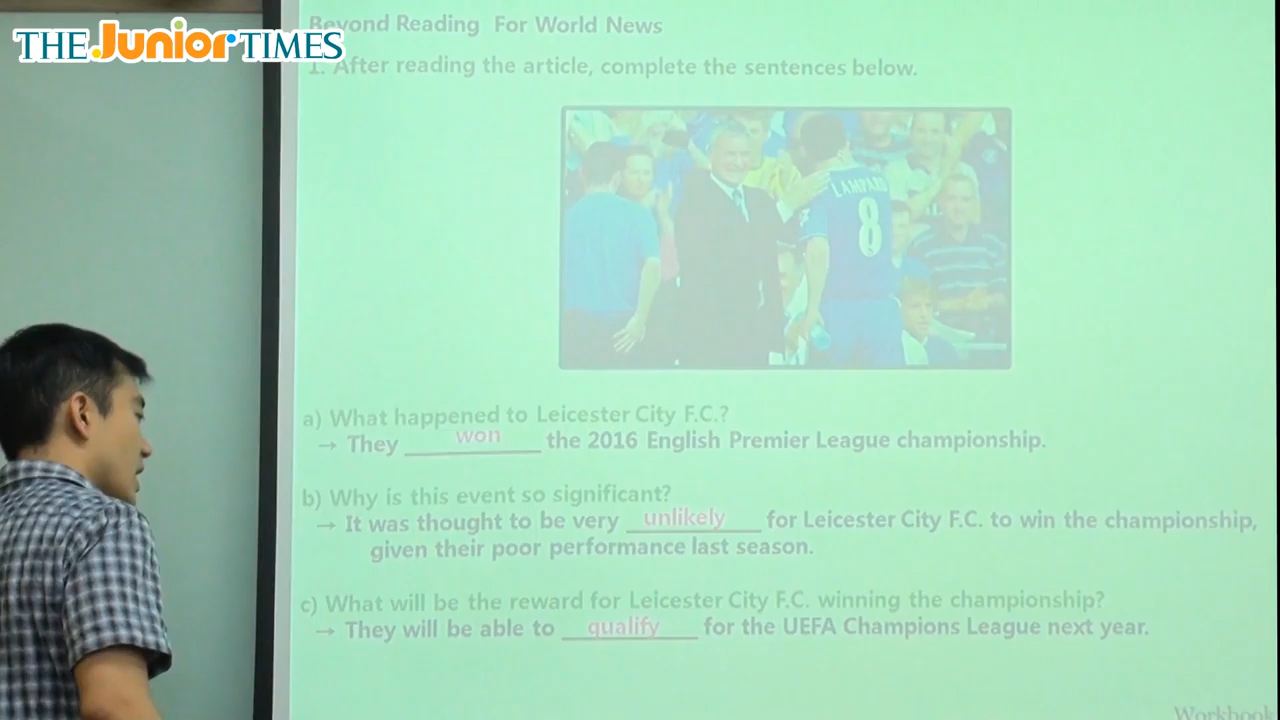 THE Junior TIMES
Beyond Reading For World News
1. After reading the article, complete the sentences below.
LAMPARD
8
a) What happened to Leicester City F.C.?
→ They won the 2016 English Premier League championship.
b) Why is this event so significant?
→ It was thought to be very unlikely for Leicester City F.C. to win the championship,
given their poor performance last season.
c) What will be the reward for Leicester City F.C. winning the championship?
→ They will be able to qualify for the UEFA Champions League next year.
Workbook